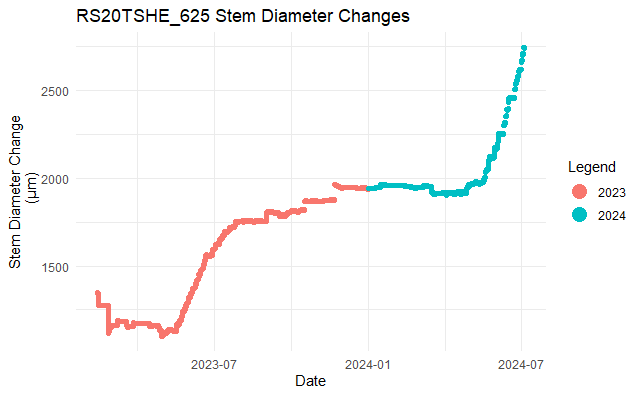 RS20TSHE_625 Stem Diameter Changes
Stem Diameter Change
(µm)
2500
2000
1500
2023-07
2024-01
2024-07
Date
Legend
2023
2024